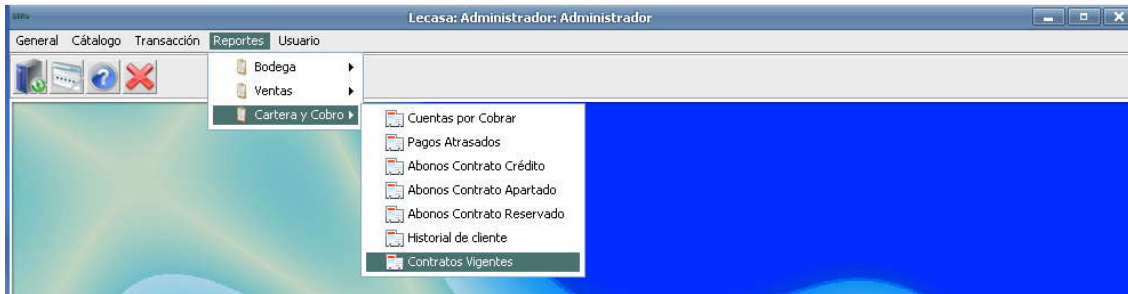 Lecasa: Administrador: Administrador
General Cátalogo Transacción Reportes Usuario
Bodega
Ventas
Cartera y Cobro
Cuentas por Cobrar
Pagos Atrasados
Abonos Contrato Crédito
Abonos Contrato Apartado
Abonos Contrato Reservado
Historial de cliente
Contratos Vigentes